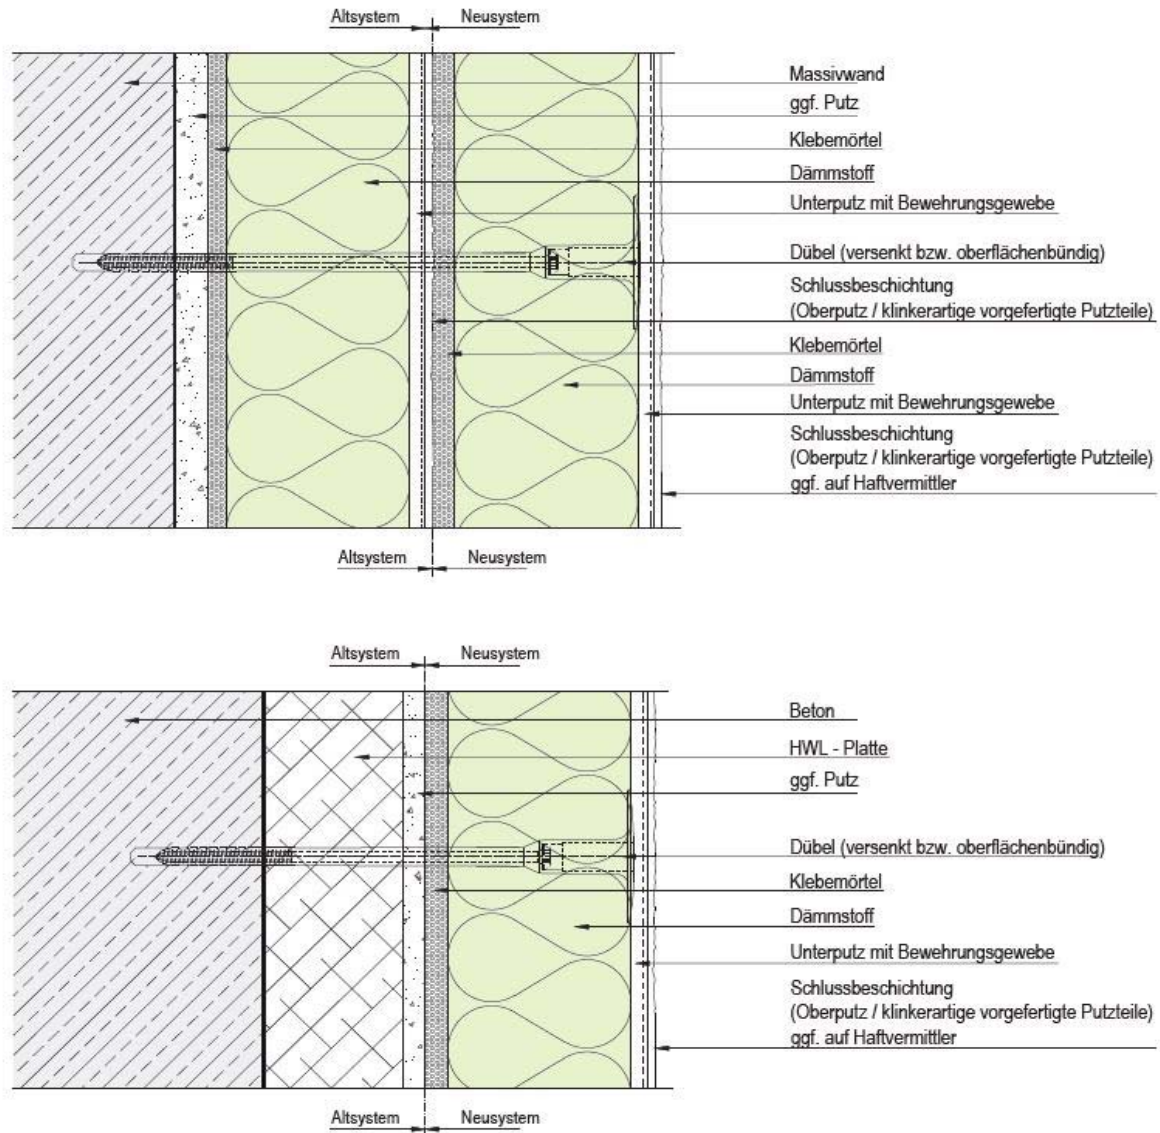 Altsystem Neusystem
Massivwand
ggf. Putz
Klebemörtel
Dämmstoff
Unterputz mit Bewehrungsgewebe
Dübel (versenkt bzw. oberflächenbündig)
Schlussbeschichtung
(Oberputz / klinkerartige vorgefertigte Putzteile)
Klebemörtel
Dämmstoff
Unterputz mit Bewehrungsgewebe
Schlussbeschichtung
(Oberputz / klinkerartige vorgefertigte Putzteile)
ggf. auf Haftvermittler
Altsystem Neusystem
Altsystem Neusystem
Beton
HWL - Platte
ggf. Putz
Dübel (versenkt bzw. oberflächenbündig)
Klebemörtel
Dämmstoff
Unterputz mit Bewehrungsgewebe
Schlussbeschichtung
(Oberputz / klinkerartige vorgefertigte Putzteile)
ggf. auf Haftvermittler
Altsystem Neusystem